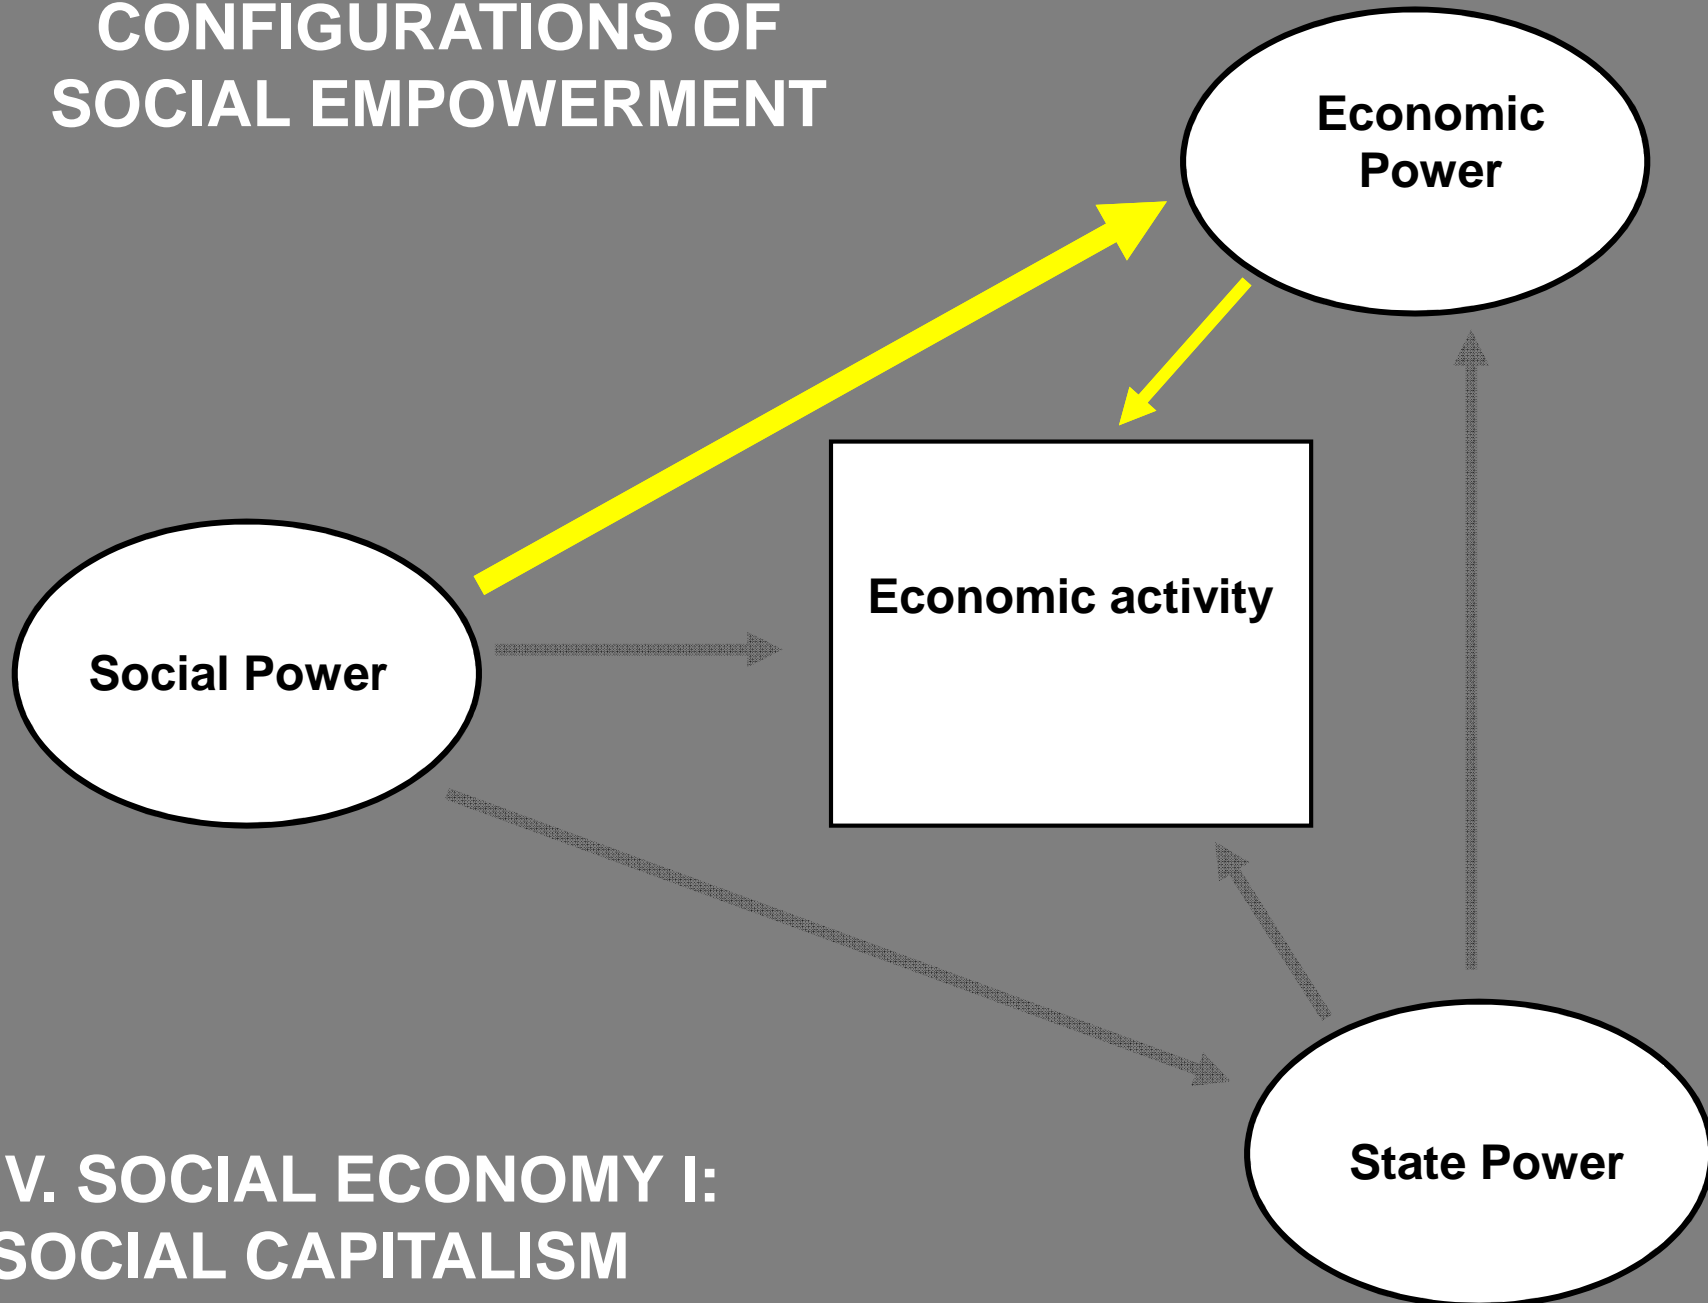 CONFIGURATIONS OF
SOCIAL EMPOWERMENT
Economic
Power
Economic activity
Social Power
State Power
V. SOCIAL ECONOMY I:
SOCIAL CAPITALISM